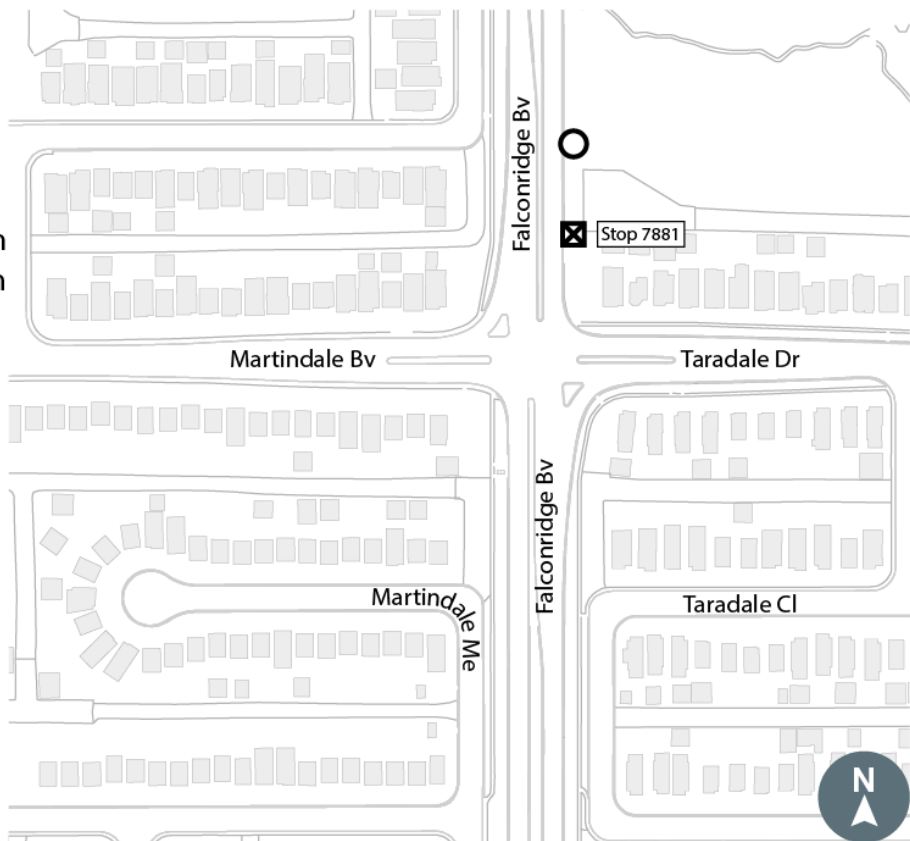 Falconridge Bv
Stop 7881
Martindale Bv
Taradale Dr
Falconridge Bv
Martindale Me
Taradale Cl
N